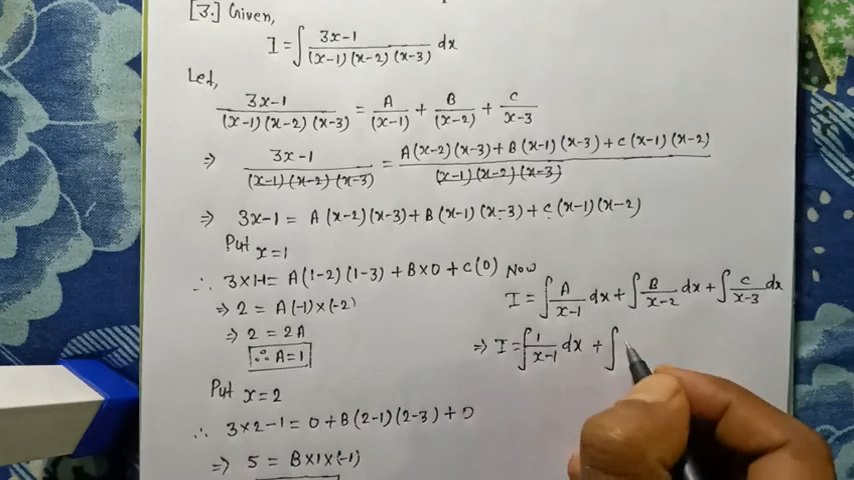 [3.] Given,
I = ∫ (3x-1)/((x-1)(x-2)(x-3)) dx
Let,
(3x-1)/((x-1)(x-2)(x-3)) = A/(x-1) + B/(x-2) + C/(x-3)
⇒ (3x-1)/((x-1)(x-2)(x-3)) = (A(x-2)(x-3)+B(x-1)(x-3)+C(x-1)(x-2))/((x-1)(x-2)(x-3))
⇒ 3x-1 = A(x-2)(x-3)+B(x-1)(x-3)+C(x-1)(x-2)
Put x=1
∴ 3×1-1= A(1-2)(1-3)+B×0+C(0)
⇒ 2 = A(-1)×(-2)
⇒ 2 = 2A
∴ A=1
Put x=2
∴ 3×2-1= 0+B(2-1)(2-3)+0
⇒ 5 = B×1×(-1)
Now
I = ∫ A/(x-1) dx + ∫ B/(x-2) dx + ∫ C/(x-3) dx
⇒ I = ∫ 1/(x-1) dx + ∫